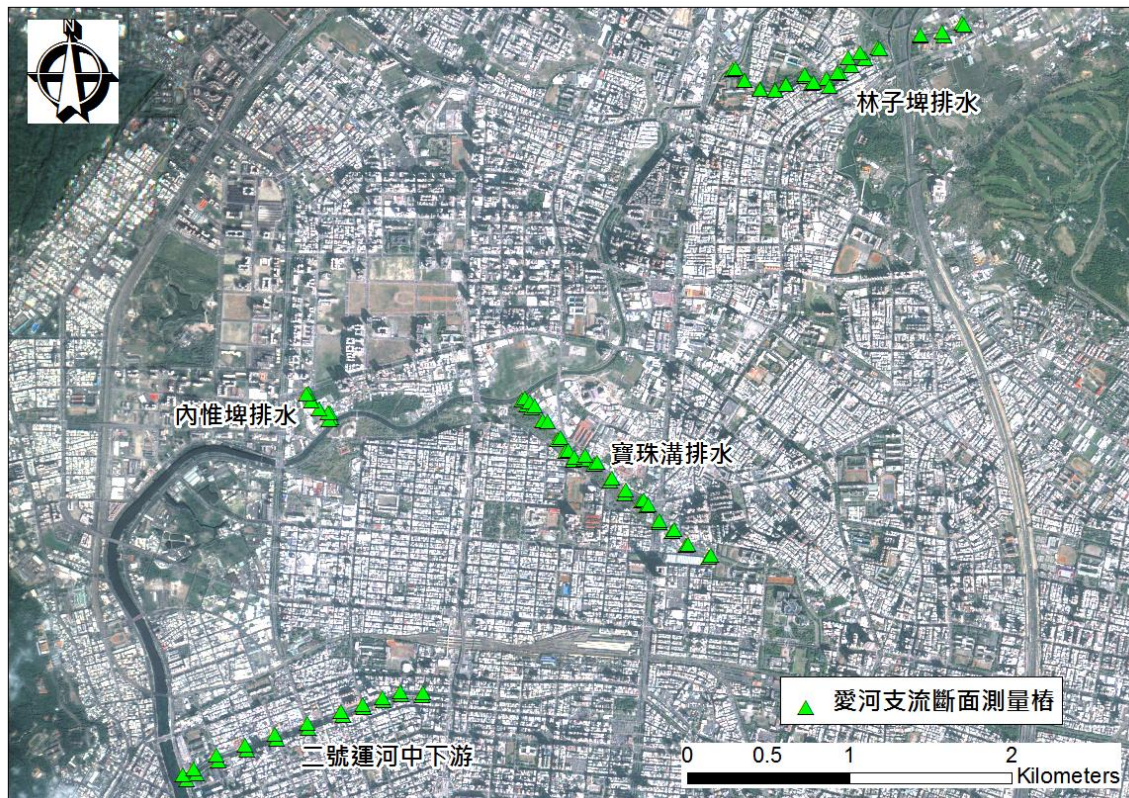 N
林子埤排水
內惟埤排水
寶珠溝排水
愛河支流斷面測量樁
二號運河中下游
0 0.5 1 2
Kilometers